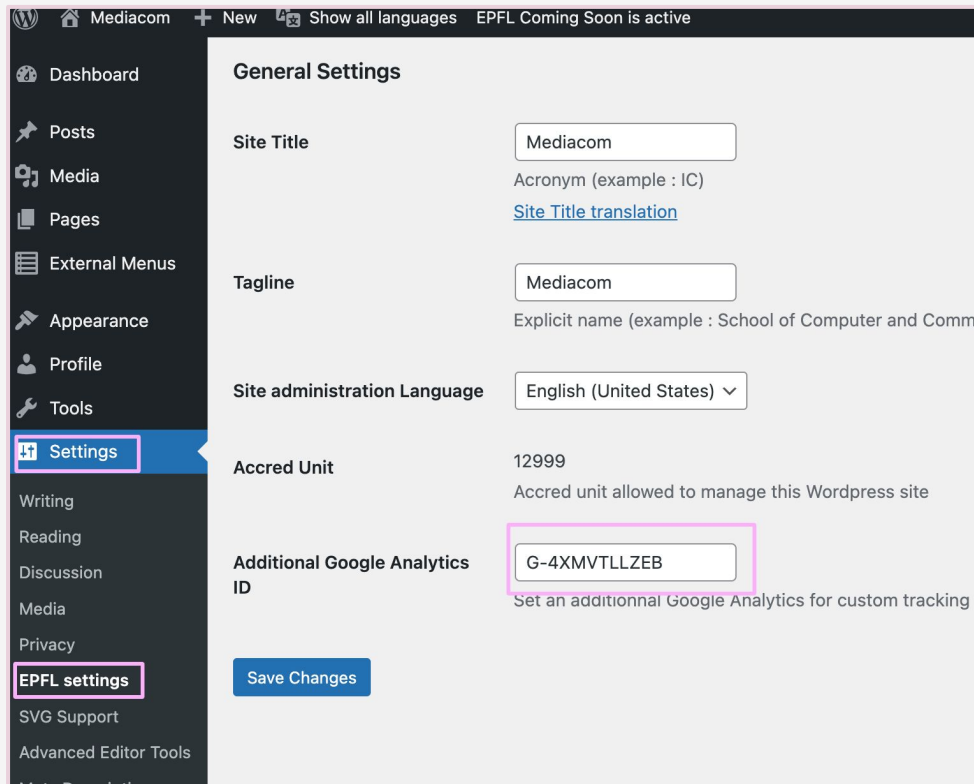 Mediacom + New Show all languages EPFL Coming Soon is active
Dashboard
Posts
Media
Pages
External Menus
Appearance
Profile
Tools
Settings
Writing
Reading
Discussion
Media
Privacy
EPFL settings
SVG Support
Advanced Editor Tools
General Settings
Site Title
Mediacom
Acronym (example : IC)
Site Title translation
Tagline
Mediacom
Explicit name (example : School of Computer and Comm
Site administration Language
English (United States)
Accred Unit
12999
Accred unit allowed to manage this Wordpress site
Additional Google Analytics
ID
G-4XMVTLLZEB
Set an additionnal Google Analytics for custom tracking
Save Changes